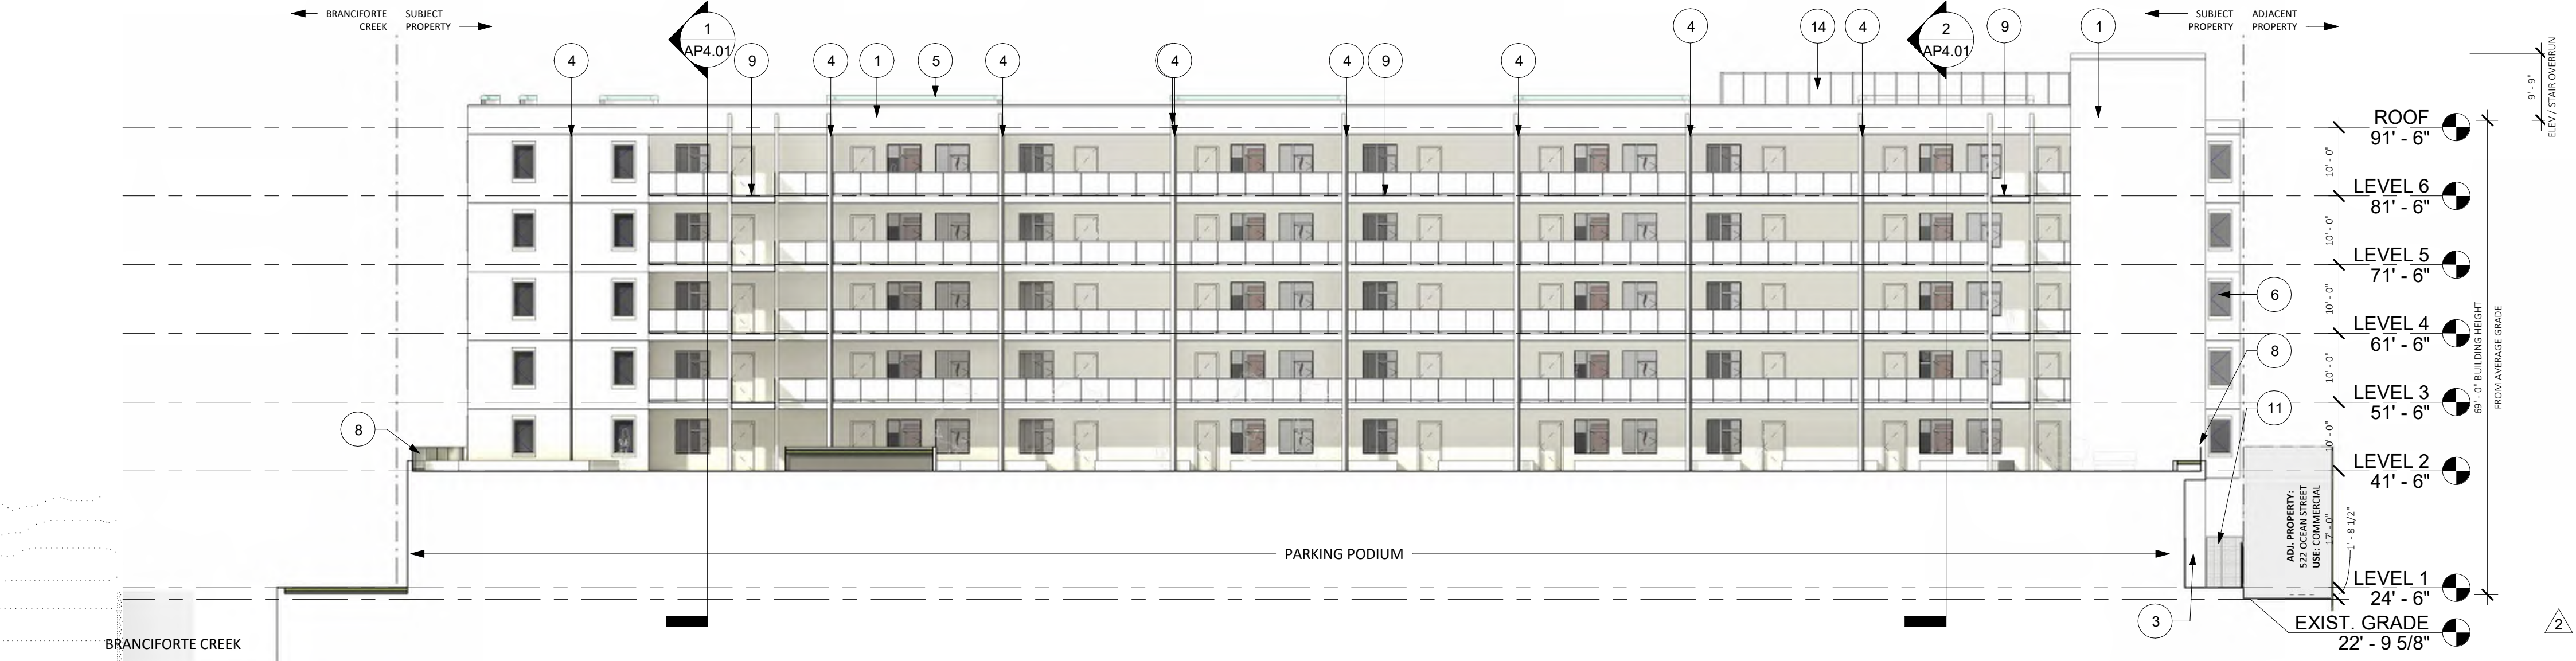 BRANCIFORTE CREEK
SUBJECT PROPERTY
1
AP4.01
2
AP4.01
SUBJECT PROPERTY
ADJACENT PROPERTY
4
9
4
1
5
4
4
4
9
4
4
14
4
9
1
9' - 9"
ELEV / STAIR OVERRUN
ROOF
91' - 6"
10' - 0"
LEVEL 6
81' - 6"
10' - 0"
LEVEL 5
71' - 6"
10' - 0"
LEVEL 4
61' - 6"
10' - 0"
LEVEL 3
51' - 6"
10' - 0"
LEVEL 2
41' - 6"
17' - 0"
LEVEL 1
24' - 6"
1' - 8 1/2"
EXIST. GRADE
22' - 9 5/8"
69' - 0" BUILDING HEIGHT
FROM AVERAGE GRADE
6
8
11
8
3
ADJ. PROPERTY:
522 OCEAN STREET
USE: COMMERCIAL
PARKING PODIUM
BRANCIFORTE CREEK
2